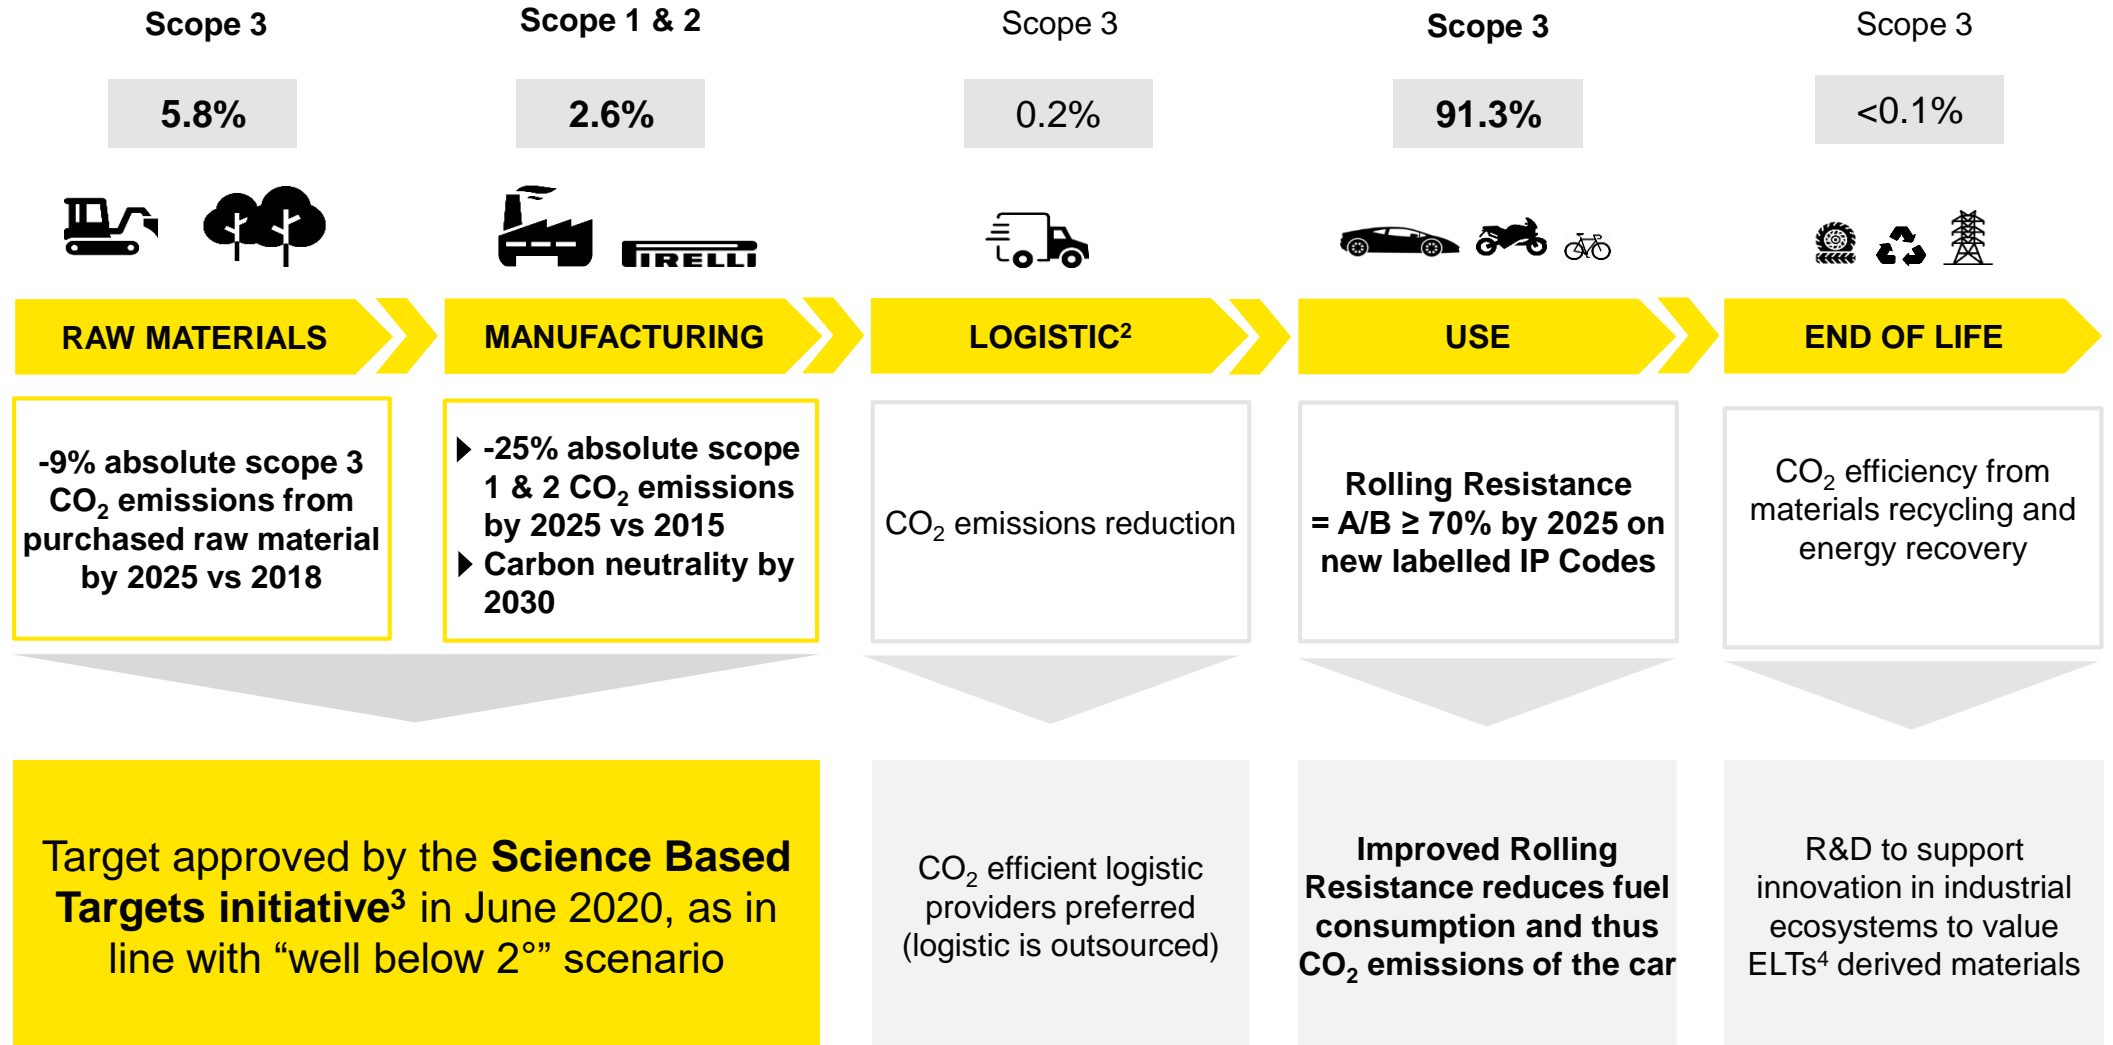 Scope 3
Scope 1 & 2
Scope 3
Scope 3
Scope 3
5.8%
2.6%
0.2%
91.3%
<0.1%
PIRELLI
RAW MATERIALS
MANUFACTURING
LOGISTIC²
USE
END OF LIFE
-9% absolute scope 3
CO₂ emissions from
purchased raw material
by 2025 vs 2018
-25% absolute scope
1 & 2 CO₂ emissions
by 2025 vs 2015
Carbon neutrality by
2030
CO₂ emissions reduction
Rolling Resistance
= A/B ≥ 70% by 2025 on
new labelled IP Codes
CO₂ efficiency from
materials recycling and
energy recovery
Target approved by the Science Based
Targets initiative³ in June 2020, as in
line with “well below 2°” scenario
CO₂ efficient logistic
providers preferred
(logistic is outsourced)
Improved Rolling
Resistance reduces fuel
consumption and thus
CO₂ emissions of the car
R&D to support
innovation in industrial
ecosystems to value
ELTs⁴ derived materials